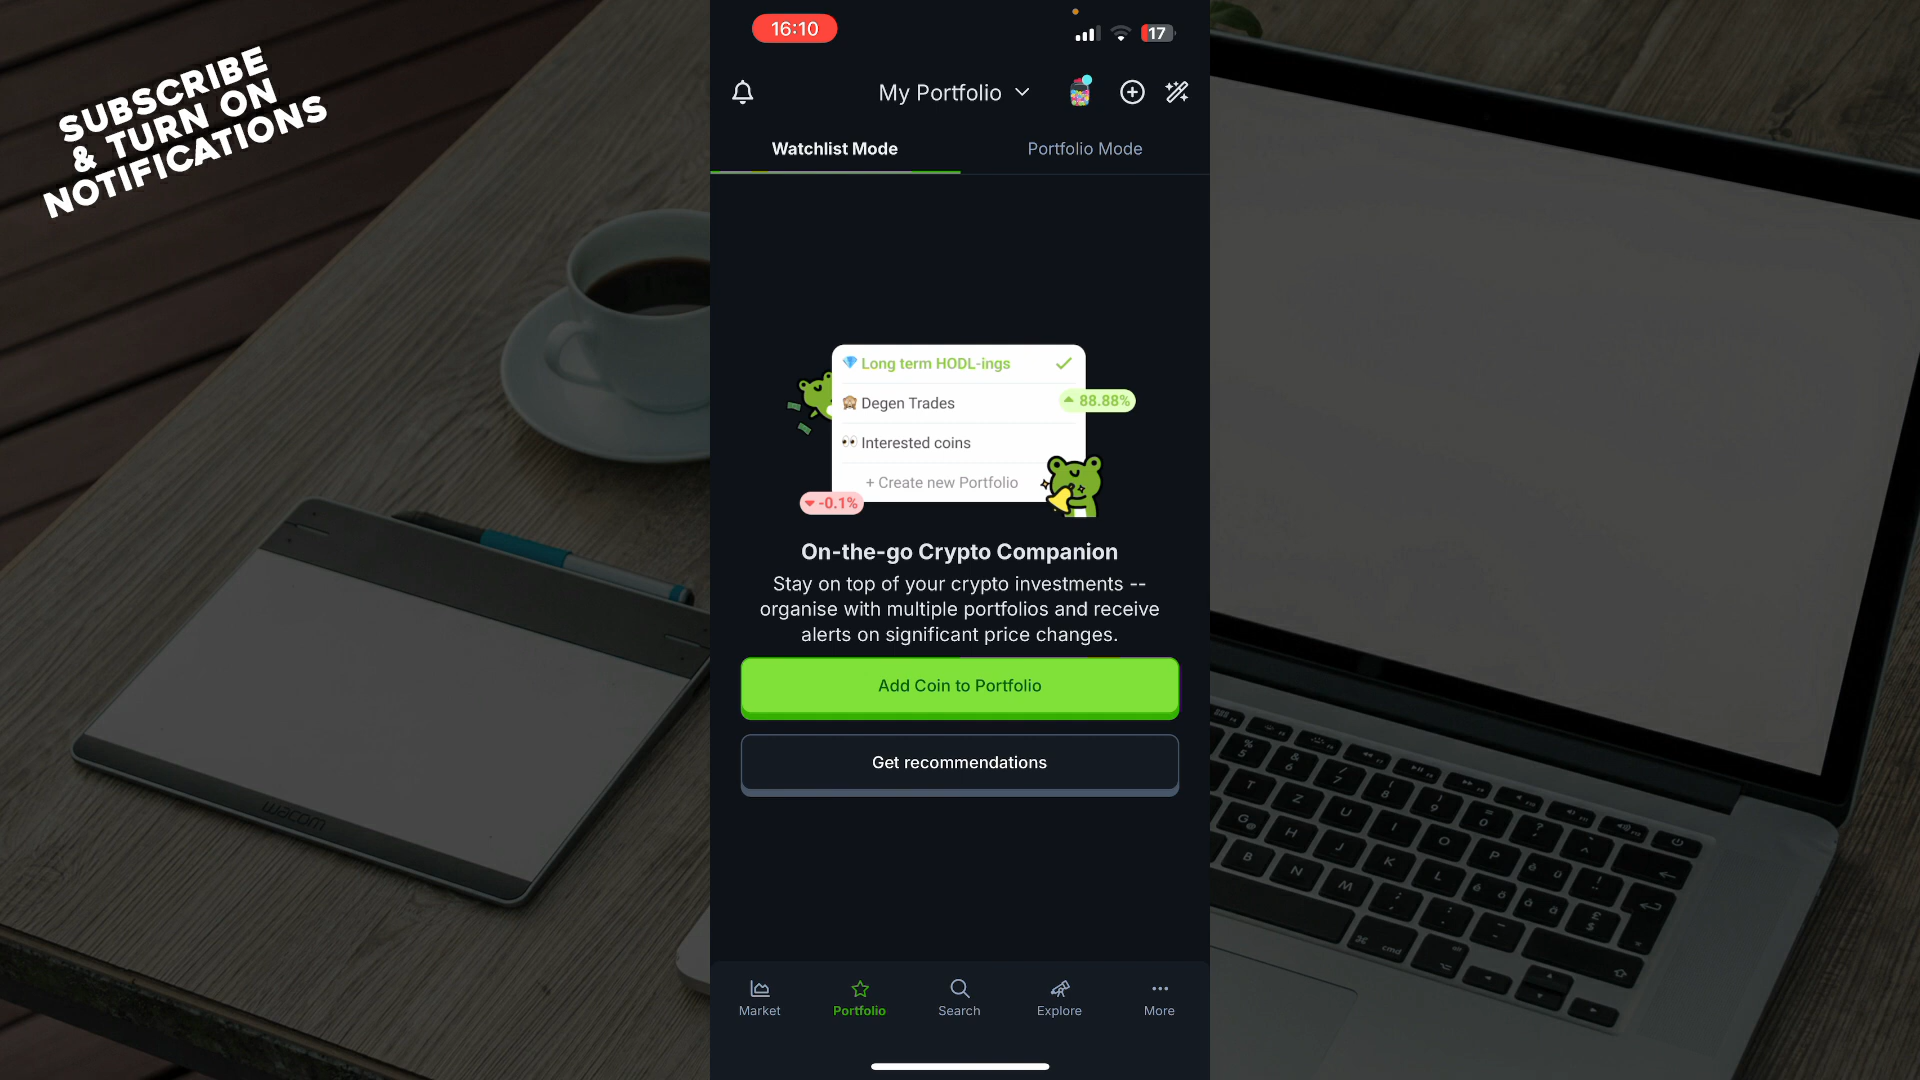 SUBSCRIBE
& TURN ON
NOTIFICATIONS
16:10
17
My Portfolio
Watchlist Mode
Portfolio Mode
Long term HODL-ings
Degen Trades
88.88%
Interested coins
+ Create new Portfolio
-0.1%
On-the-go Crypto Companion
Stay on top of your crypto investments --
organise with multiple portfolios and receive
alerts on significant price changes.
Add Coin to Portfolio
Get recommendations
Market
Portfolio
Search
Explore
More
wacom